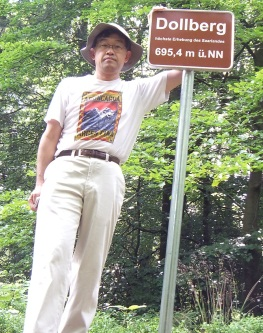 Dollberg
höchste Erhebung des Saarlandes
695,4 m ü.NN